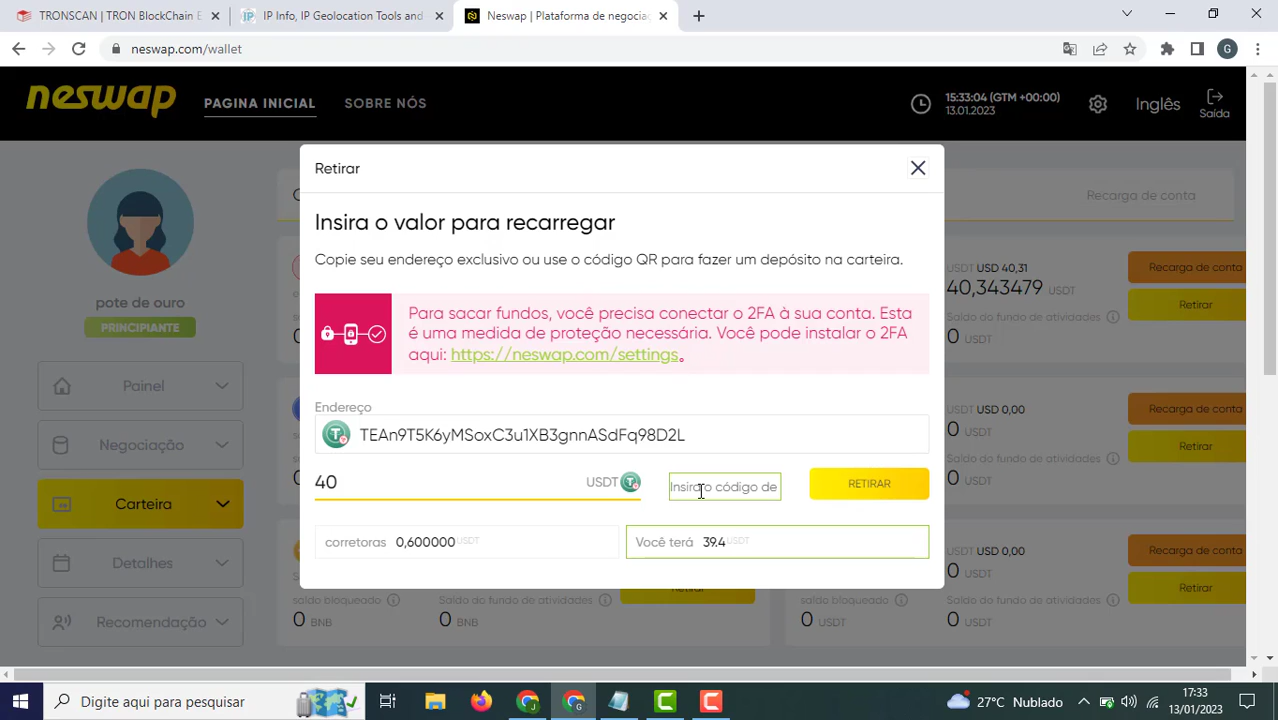 TRONSCAN | TRON BlockChain E
IP Info, IP Geolocation Tools and
Neswap | Plataforma de negociaç
neswap.com/wallet
G
neswap
PAGINA INICIAL
SOBRE NÓS
15:33:04 (GTM +00:00)
13.01.2023
Inglês
Saída
Retirar
Recarga de conta
Insira o valor para recarregar
Copie seu endereço exclusivo ou use o código QR para fazer um depósito na carteira.
pote de ouro
PRINCIPIANTE
USDT USD 40,31
40,343479 USDT
Recarga de conta
Retirar
Saldo do fundo de atividades
0 USDT
Para sacar fundos, você precisa conectar o 2FA à sua conta. Esta
é uma medida de proteção necessária. Você pode instalar o 2FA
aqui: https://neswap.com/settings。
Painel
Negociação
Carteira
Detalhes
Recomendação
Endereço
TEAn9T5K6yMSoxC3u1XB3gnnASdFq98D2L
USDT USD 0,00
0 USDT
Recarga de conta
Retirar
Saldo do fundo de atividades
0 USDT
40
USDT
Insira o código de
RETIRAR
corretoras 0,600000 USDT
Você terá 39.4 USDT
USDT USD 0,00
0 USDT
Recarga de conta
Retirar
saldo bloqueado
0 BNB
Saldo do fundo de atividades
0 BNB
Retirar
saldo bloqueado
0 USDT
Saldo do fundo de atividades
0 USDT
Digite aqui para pesquisar
27°C Nublado
17:33
13/01/2023